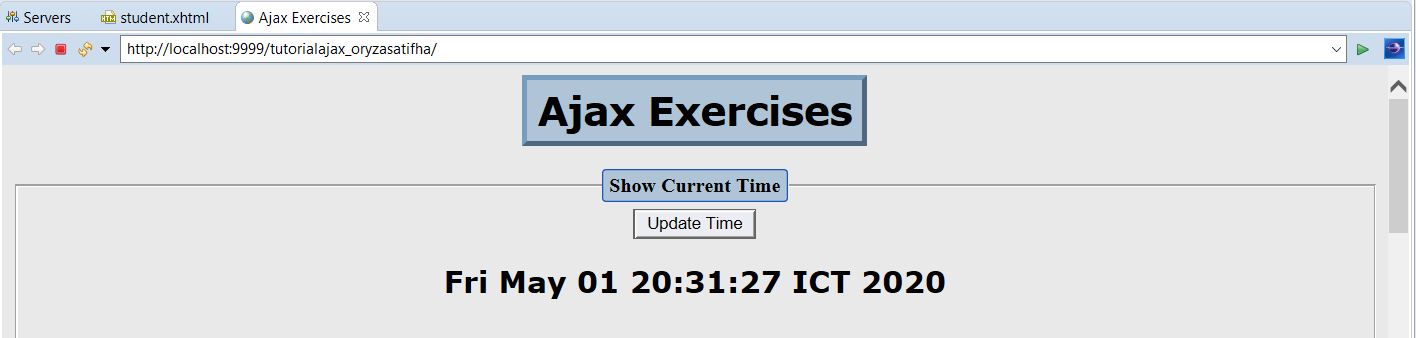 Servers student.xhtml Ajax Exercises
http://localhost:9999/tutorialajax_oryzasatifha/
Ajax Exercises
Show Current Time
Update Time
Fri May 01 20:31:27 ICT 2020